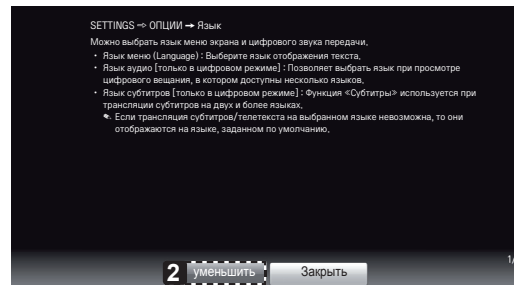 SETTINGS ⇨ ОПЦИИ ➙ Язык
Можно выбрать язык меню экрана и цифрового звука передачи.
• Язык меню (Language) : Выберите язык отображения текста.
• Язык аудио [только в цифровом режиме] : Позволяет выбрать язык при просмотре
цифрового вещания, в котором доступны несколько языков.
• Язык субтитров [только в цифровом режиме] : Функция «Субтитры» используется при
трансляции субтитров на двух и более языках.
✎ Если трансляция субтитров/телетекста на выбранном языке невозможна, то они
отображаются на языке, заданном по умолчанию.
1/
2 уменьшить Закрыть